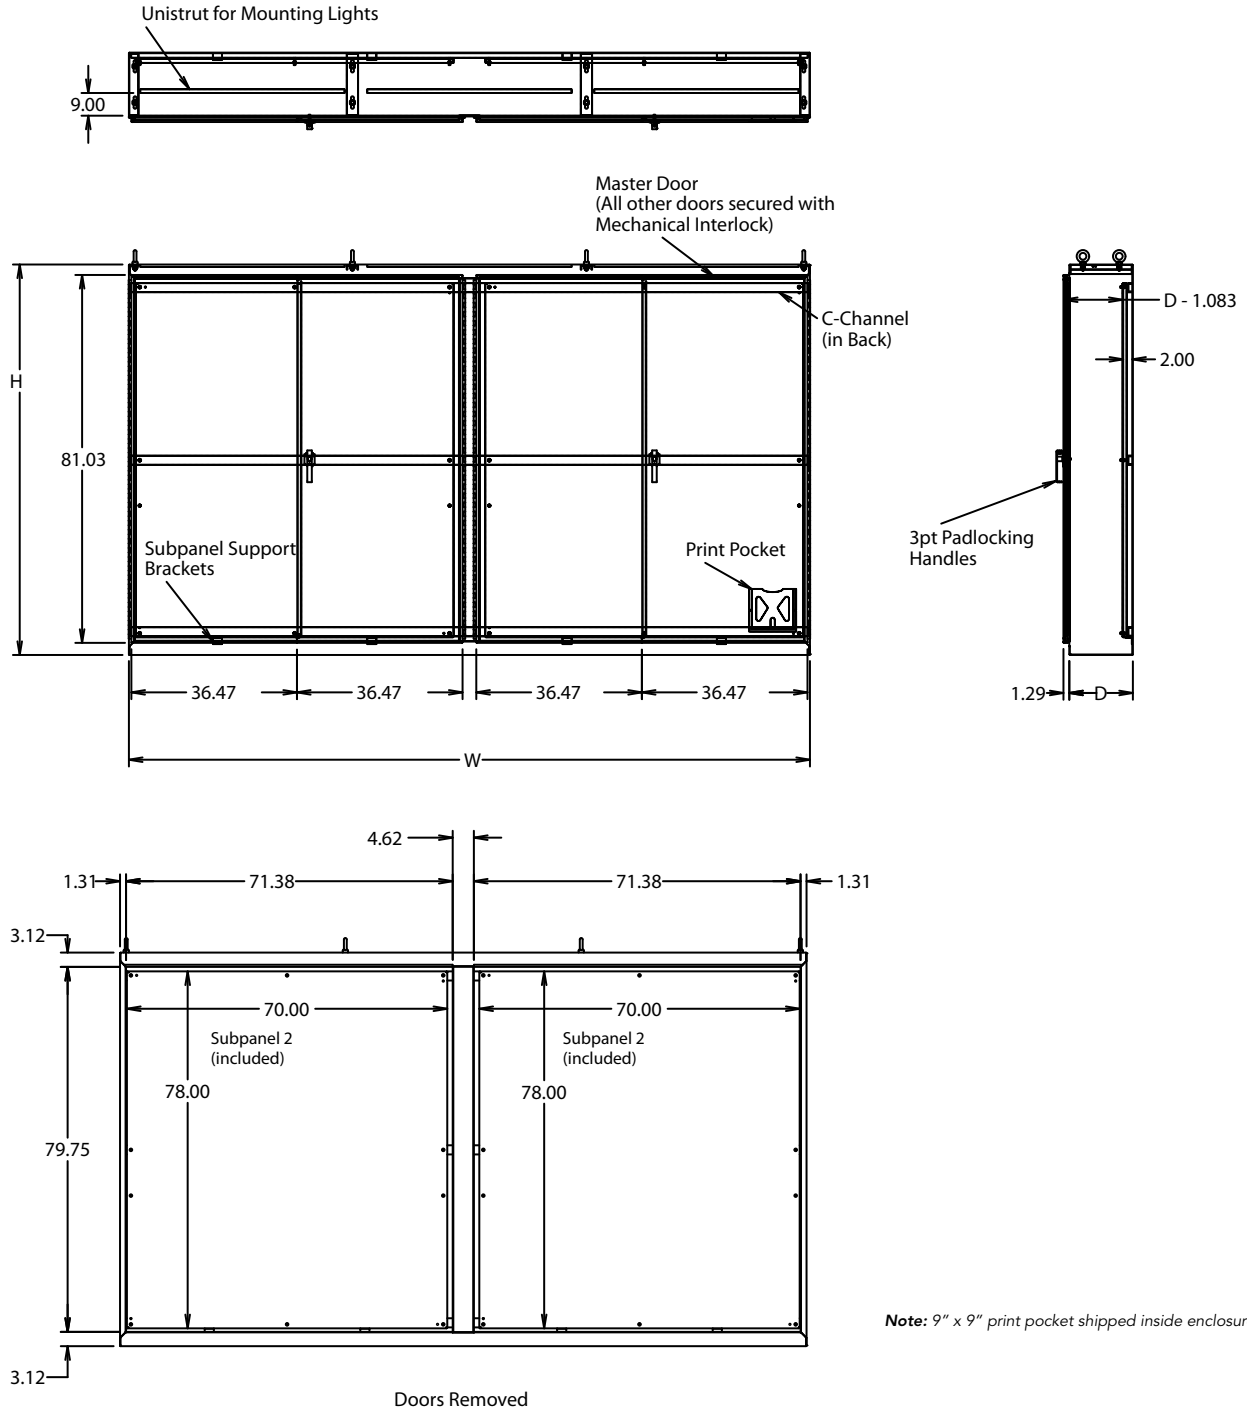 Unistrut for Mounting Lights
9.00
Master Door
(All other doors secured with
Mechanical Interlock)
H
81.03
C-Channel
(in Back)
D - 1.083
2.00
Subpanel Support
Brackets
Print Pocket
3pt Padlocking
Handles
36.47
36.47
36.47
36.47
1.29
D
W
4.62
1.31
71.38
71.38
1.31
3.12
70.00
70.00
Subpanel 2
(included)
Subpanel 2
(included)
78.00
78.00
79.75
Note: 9” x 9” print pocket shipped inside enclosur
3.12
Doors Removed